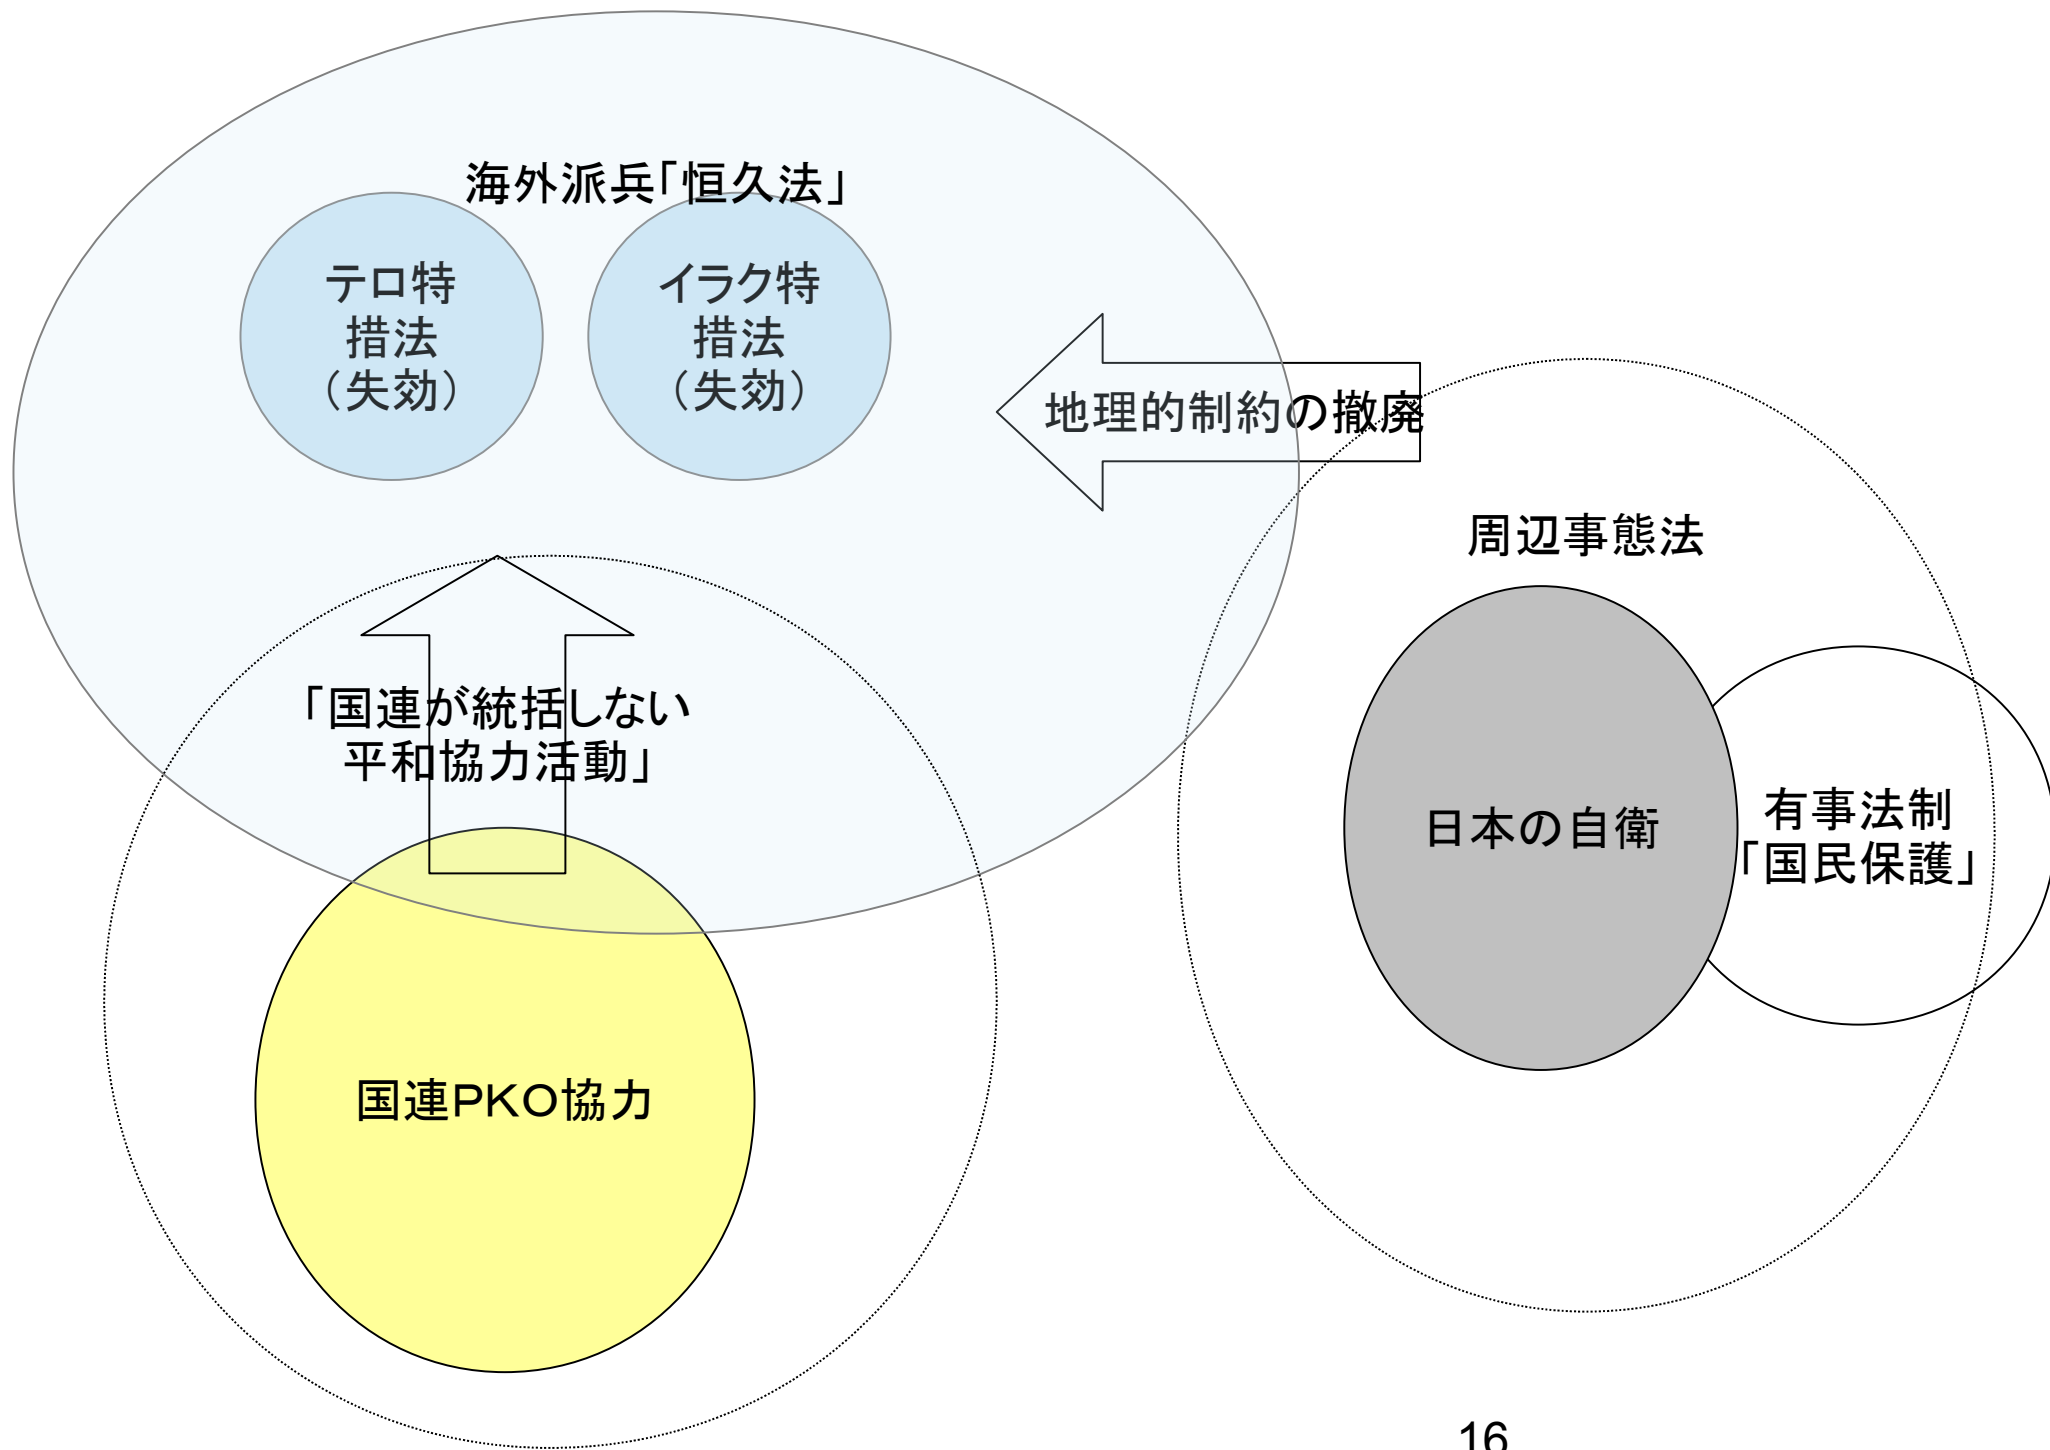 海外派兵「恒久法」
テロ特
措法
（失効）
イラク特
措法
（失効）
地理的制約の撤廃
周辺事態法
「国連が統括しない
平和協力活動」
日本の自衛
有事法制
「国民保護」
国連ＰＫＯ協力
16